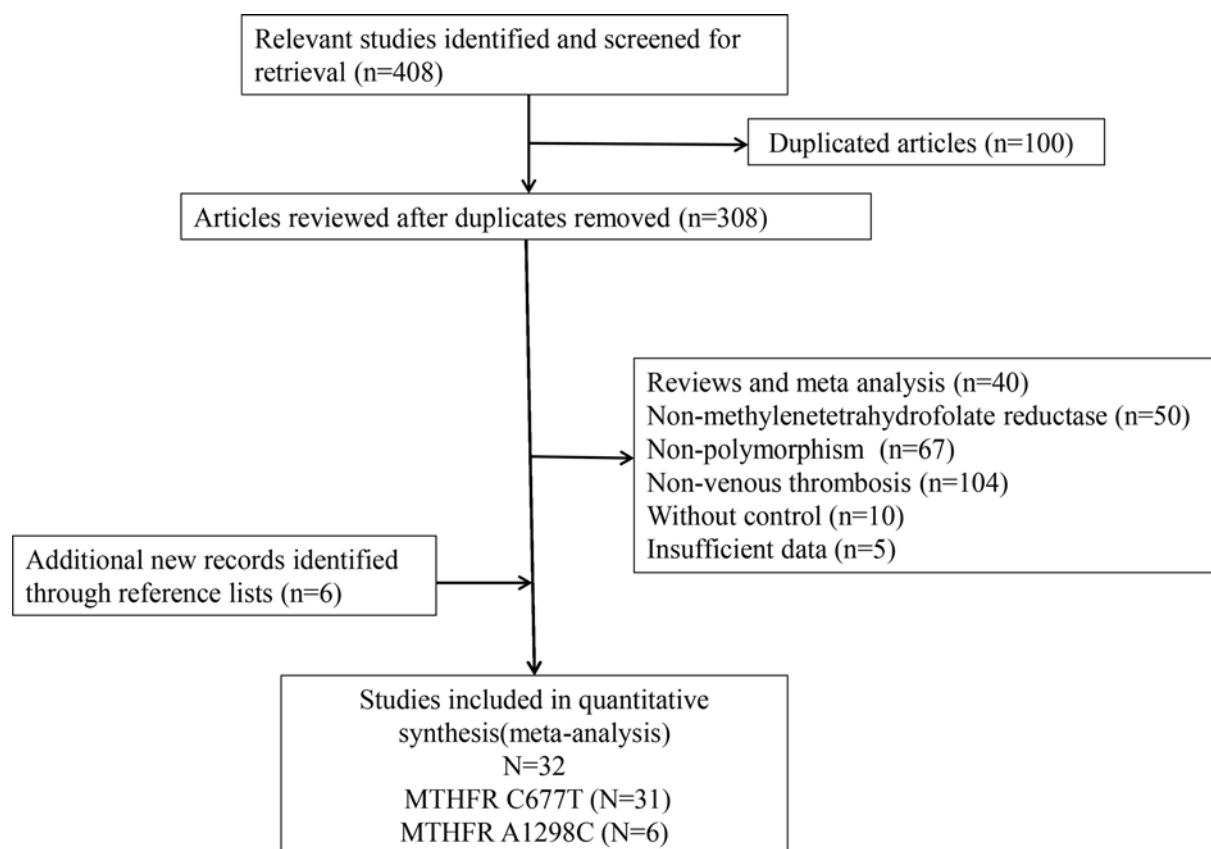 Relevant studies identified and screened for
retrieval (n=408)
Duplicated articles (n=100)
Articles reviewed after duplicates removed (n=308)
Reviews and meta analysis (n=40)
Non-methylenetetrahydrofolate reductase (n=50)
Non-polymorphism (n=67)
Non-venous thrombosis (n=104)
Without control (n=10)
Insufficient data (n=5)
Additional new records identified
through reference lists (n=6)
Studies included in quantitative
synthesis(meta-analysis)
N=32
MTHFR C677T (N=31)
MTHFR A1298C (N=6)